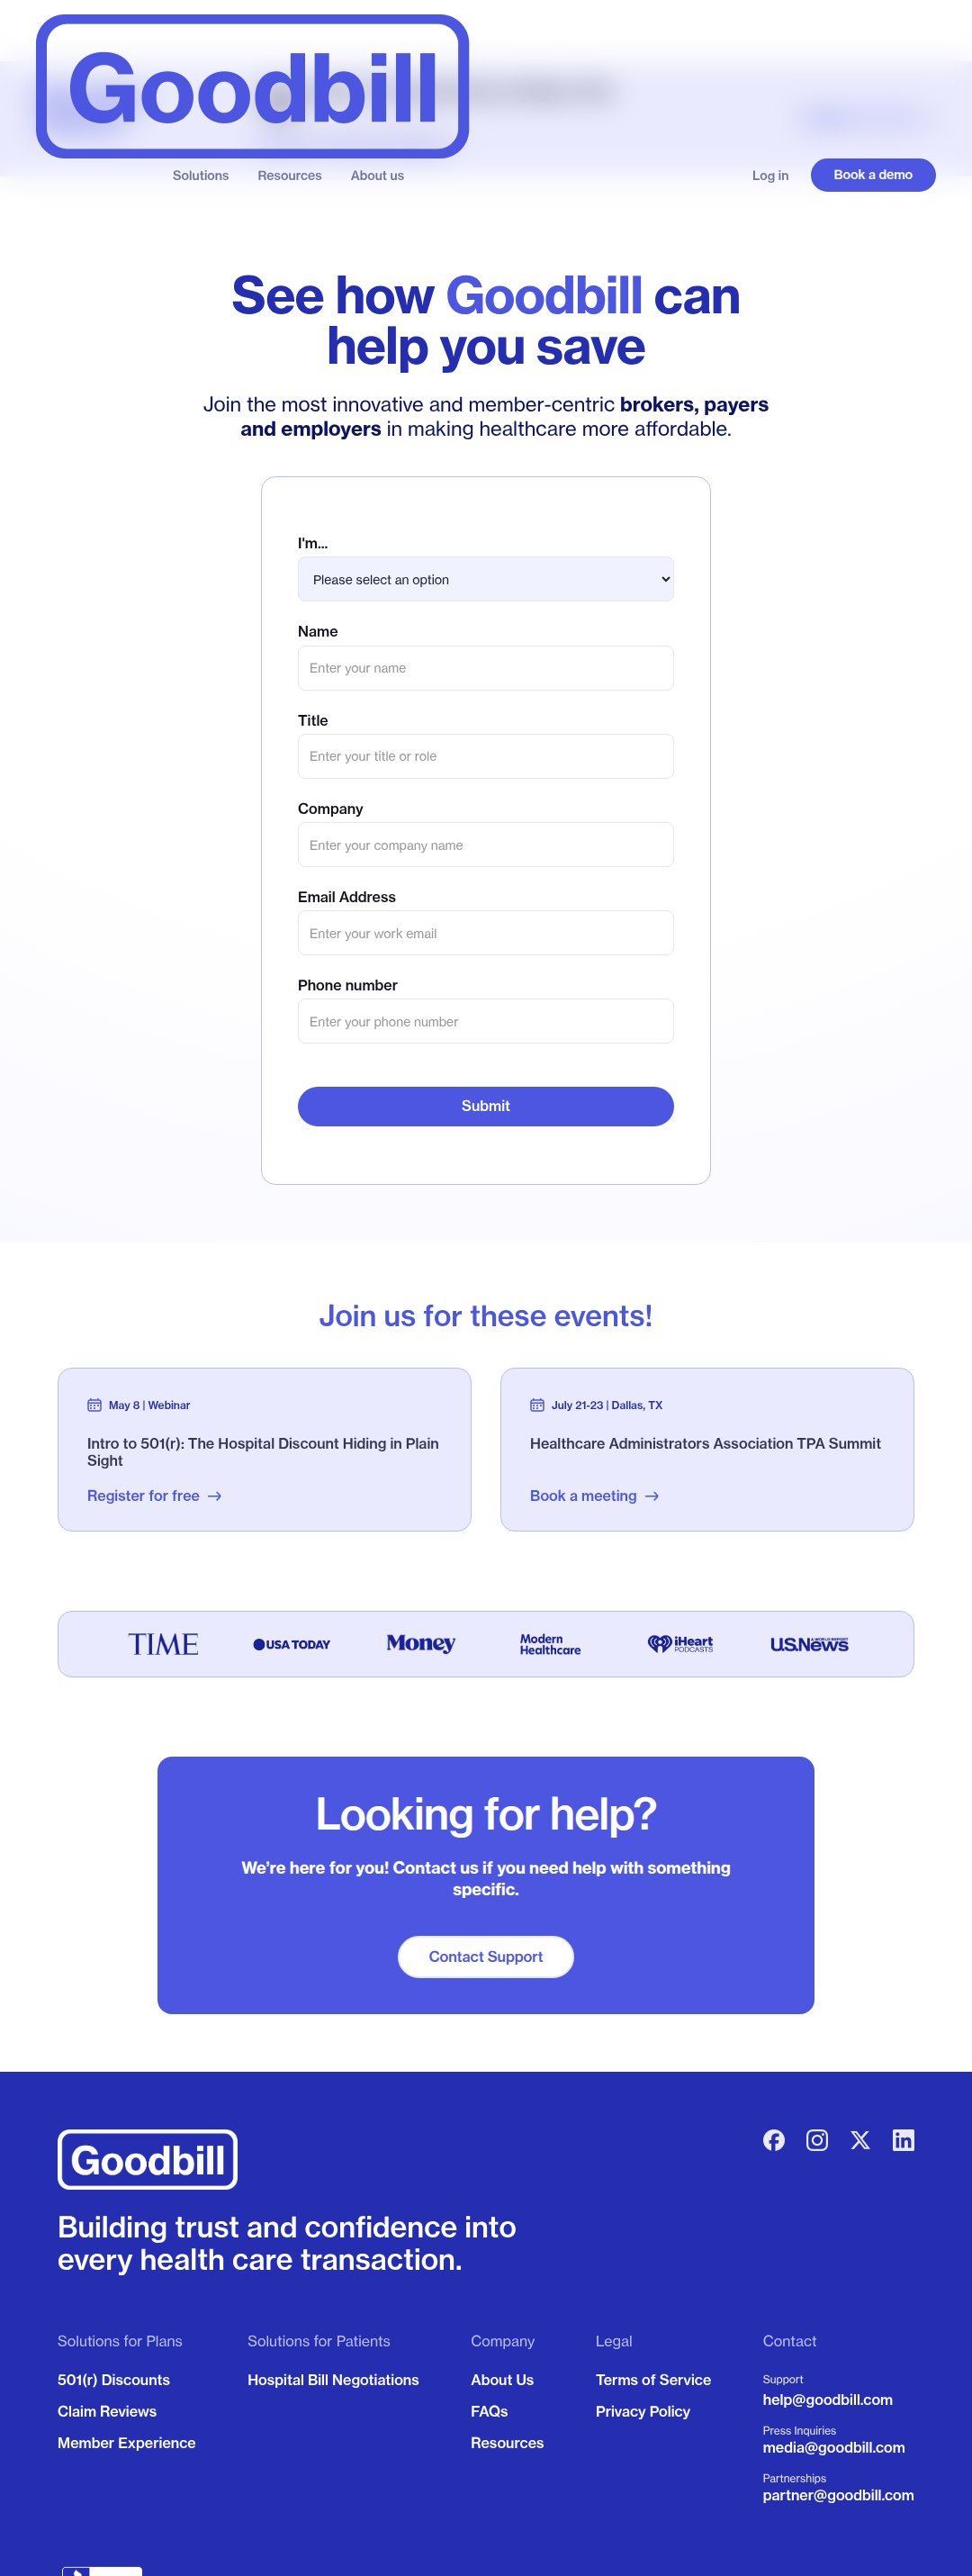 Goodbill
Solutions
Resources
About us
Log in
Book a demo
See how Goodbill can
help you save
Join the most innovative and member-centric brokers, payers
and employers in making healthcare more affordable.
I'm...
Please select an option
Name
Enter your name
Title
Enter your title or role
Company
Enter your company name
Email Address
Enter your work email
Phone number
Enter your phone number
Submit
Join us for these events!
May 8 | Webinar
Intro to 501(r): The Hospital Discount Hiding in Plain
Sight
Register for free
July 21-23 | Dallas, TX
Healthcare Administrators Association TPA Summit
Book a meeting
TIME
USA TODAY
Money
Modern
Healthcare
iHeart
PODCASTS
U.S.News
Looking for help?
We're here for you! Contact us if you need help with something
specific.
Contact Support
Goodbill
Building trust and confidence into
every health care transaction.
Solutions for Plans
501(r) Discounts
Claim Reviews
Member Experience
Solutions for Patients
Hospital Bill Negotiations
Company
About Us
FAQs
Resources
Legal
Terms of Service
Privacy Policy
Contact
Support
help@goodbill.com
Press Inquiries
media@goodbill.com
Partnerships
partner@goodbill.com